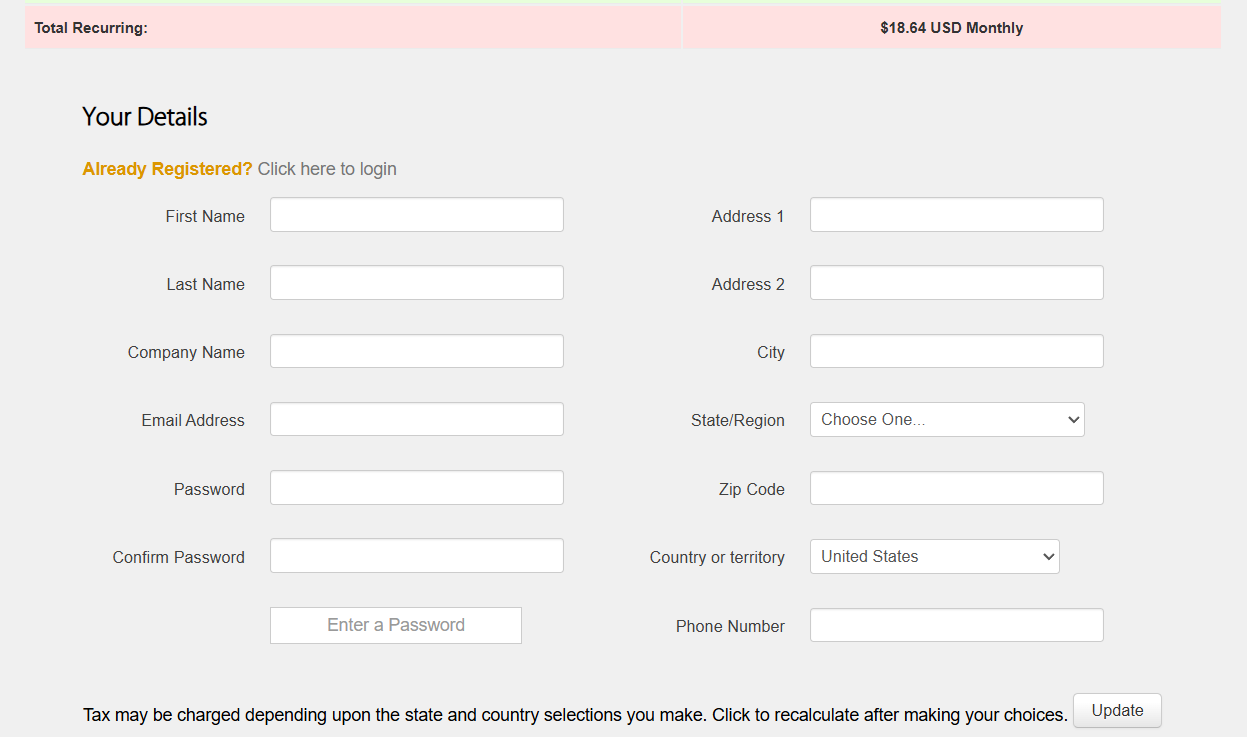 Total Recurring: $18.64 USD Monthly
Your Details
Already Registered? Click here to login
First Name
Address 1
Last Name
Address 2
Company Name
City
Email Address
State/Region Choose One...
Password
Zip Code
Confirm Password
Country or territory United States
Enter a Password
Phone Number
Tax may be charged depending upon the state and country selections you make. Click to recalculate after making your choices. Update